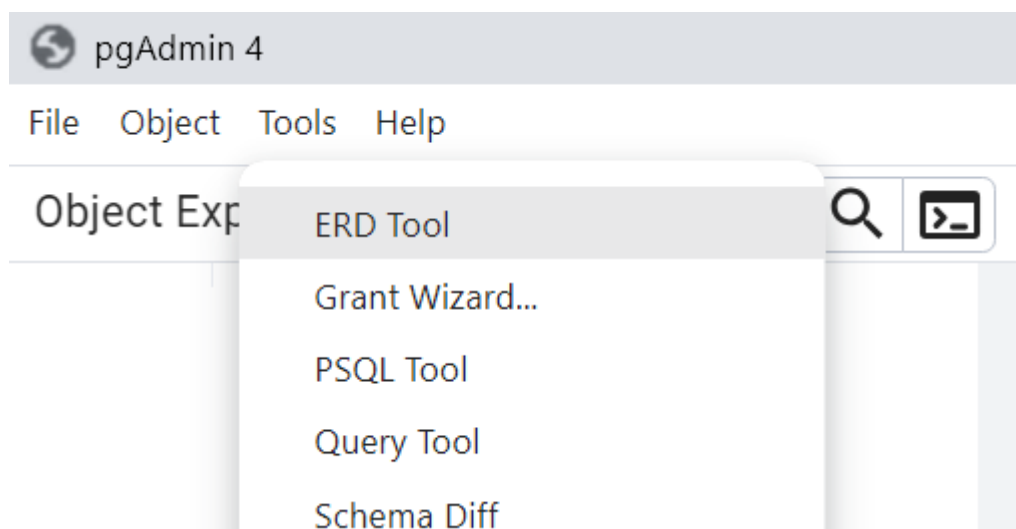 pgAdmin 4
File Object Tools Help
Object Exp
ERD Tool
Grant Wizard...
PSQL Tool
Query Tool
Schema Diff